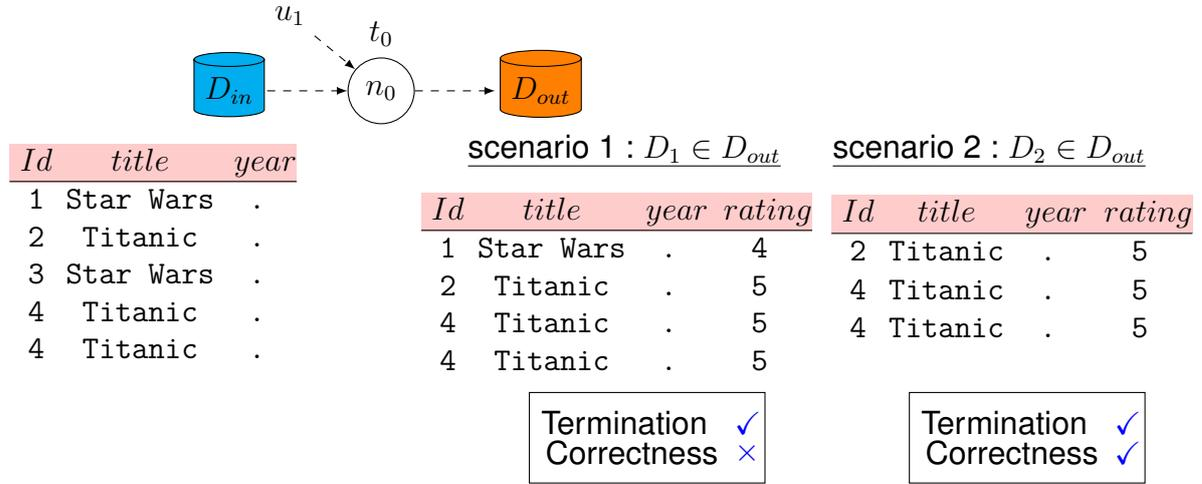 u1
t0
Din n0 Dout
scenario 1 : D1 ∈ Dout
scenario 2 : D2 ∈ Dout
Id title year
1 Star Wars .
2 Titanic .
3 Star Wars .
4 Titanic .
4 Titanic .
Id title year rating
1 Star Wars . 4
2 Titanic . 5
4 Titanic . 5
4 Titanic . 5
Termination ✓
Correctness ×
Id title year rating
2 Titanic . 5
4 Titanic . 5
4 Titanic . 5
Termination ✓
Correctness ✓